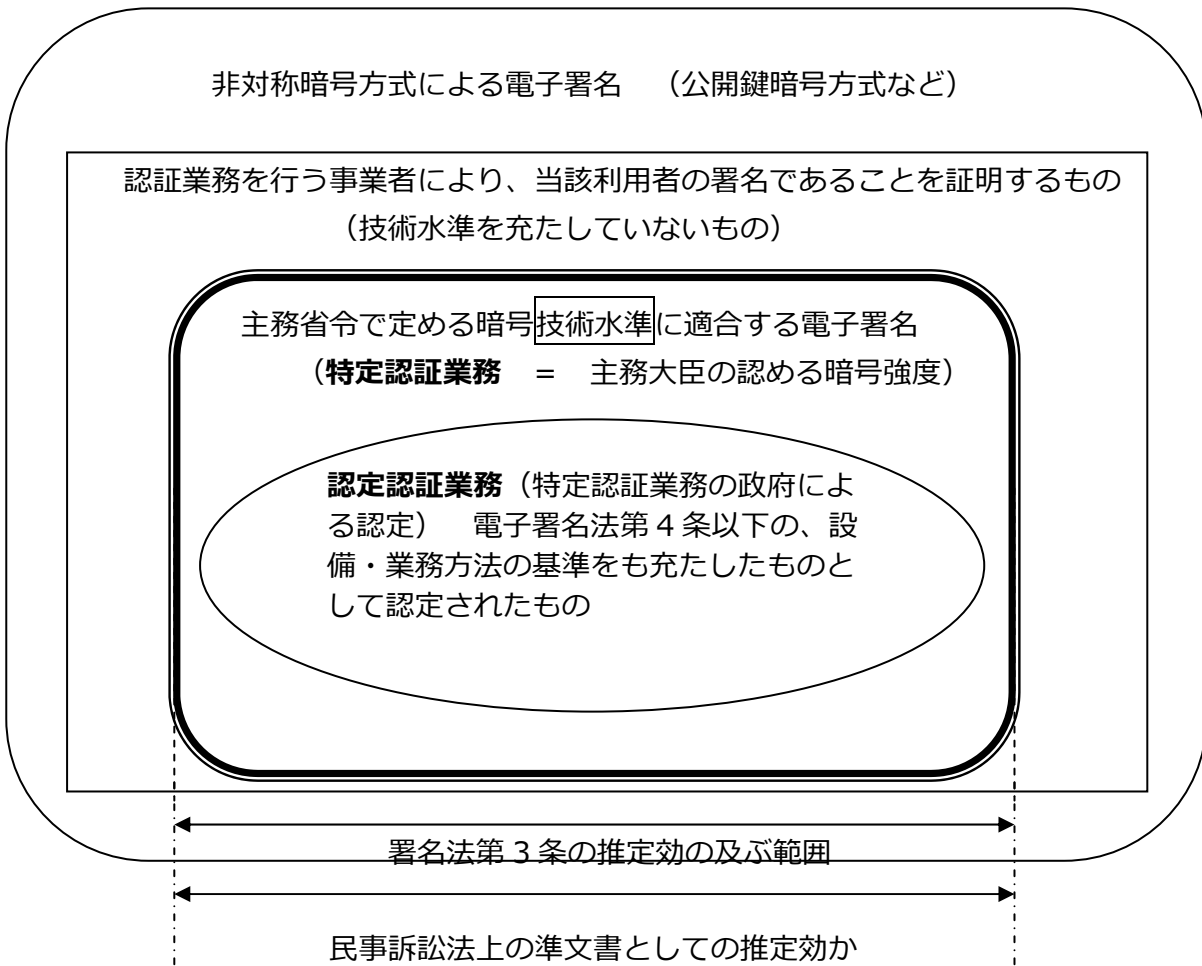 非対称暗号方式による電子署名　（公開鍵暗号方式など）
認証業務を行う事業者により、当該利用者の署名であることを証明するもの
（技術水準を充たしていないもの）
主務省令で定める暗号技術水準に適合する電子署名
（特定認証業務　=　主務大臣の認める暗号強度）
認定認証業務（特定認証業務の政府によ
る認定）　電子署名法第4条以下の、設
備・業務方法の基準をも充たしたものと
して認定されたもの
署名法第3条の推定効の及ぶ範囲
民事訴訟法上の準文書としての推定効か